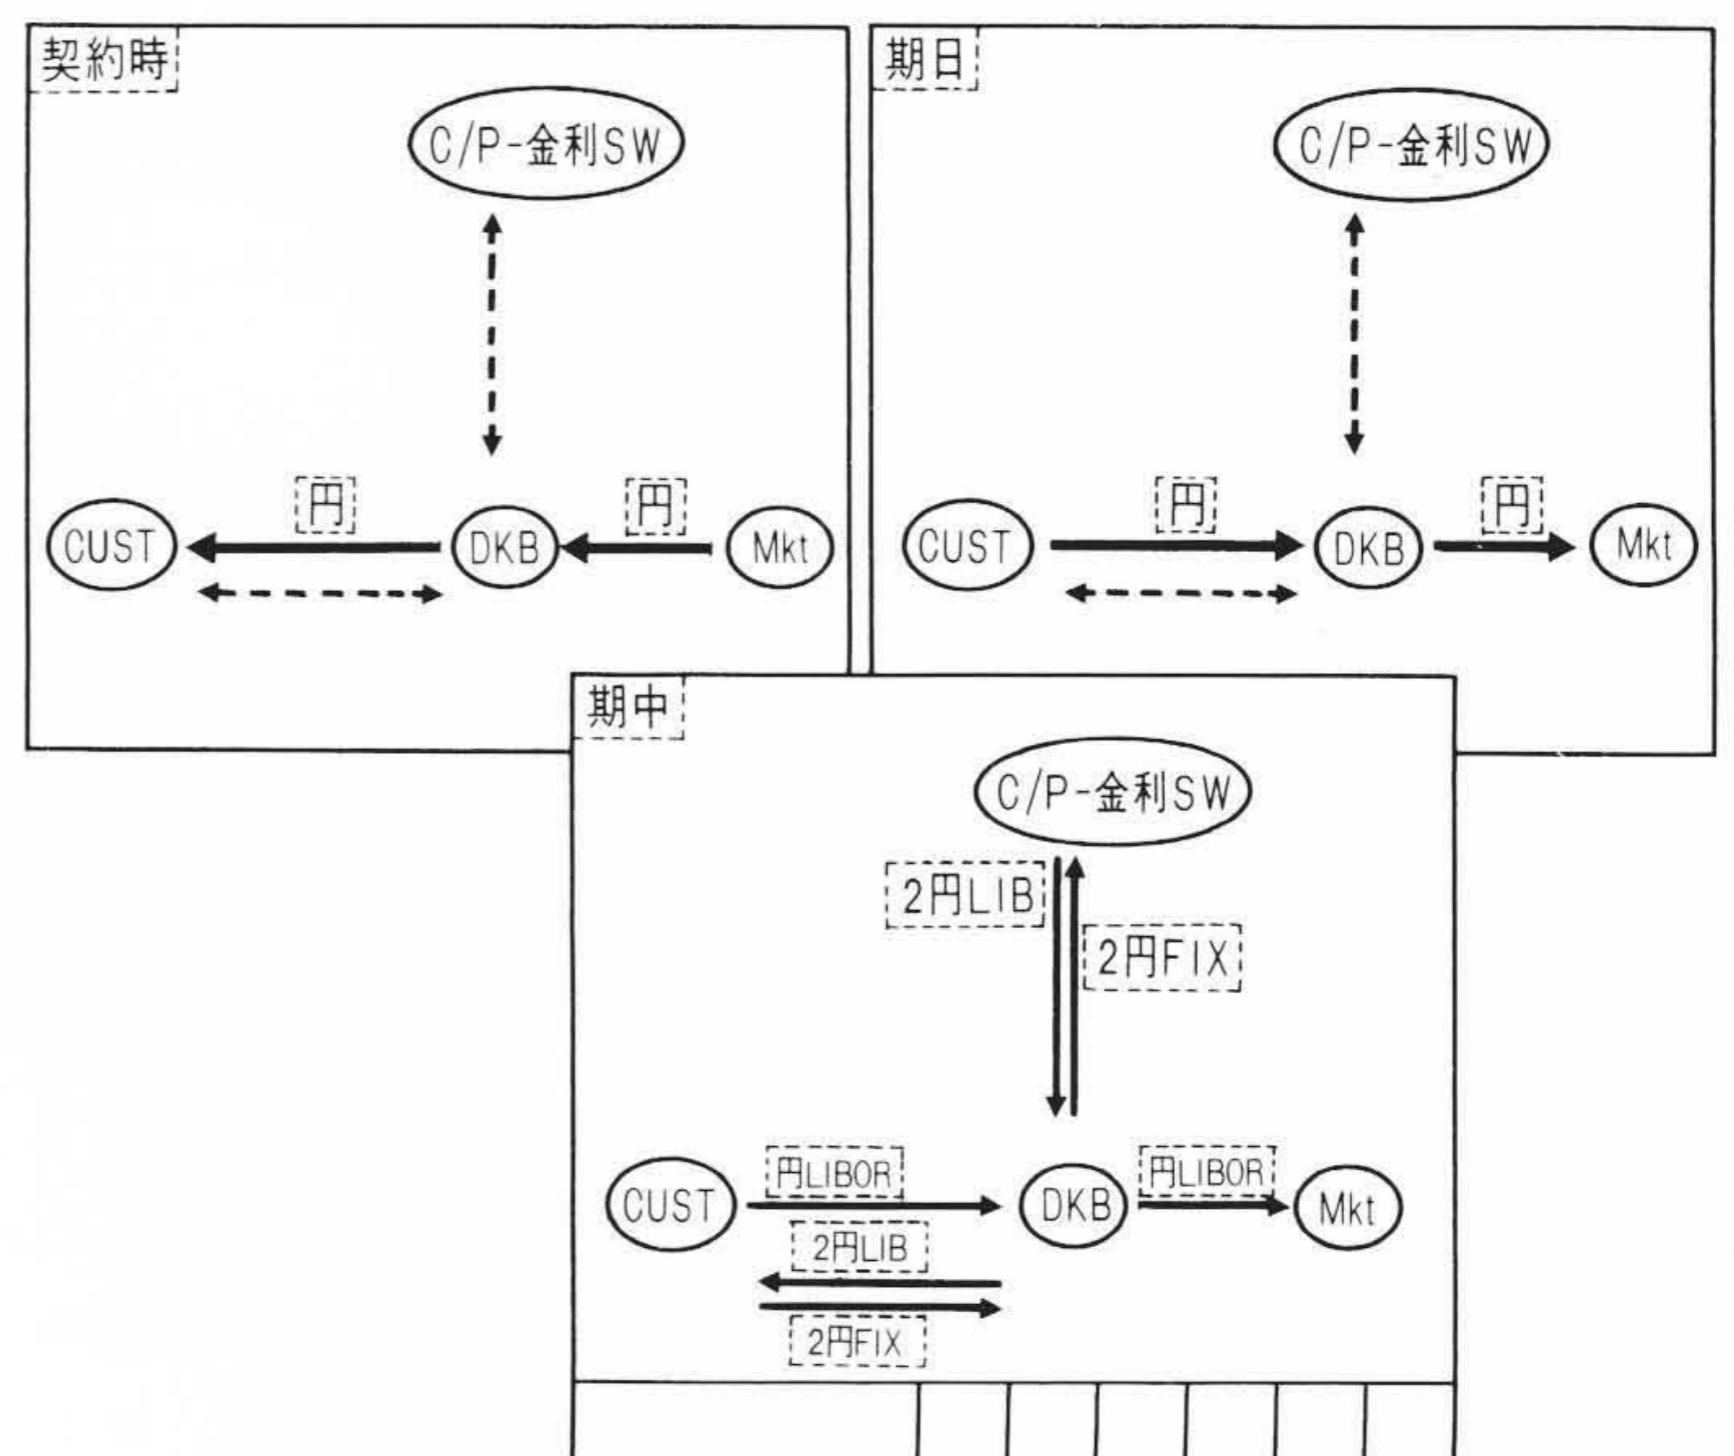 契約時
C/P-金利SW
円
円
CUST
DKB
Mkt
期日
C/P-金利SW
円
円
CUST
DKB
Mkt
期中
C/P-金利SW
2円LIB
2円FIX
円LIBOR
円LIBOR
CUST
DKB
Mkt
2円LIB
2円FIX